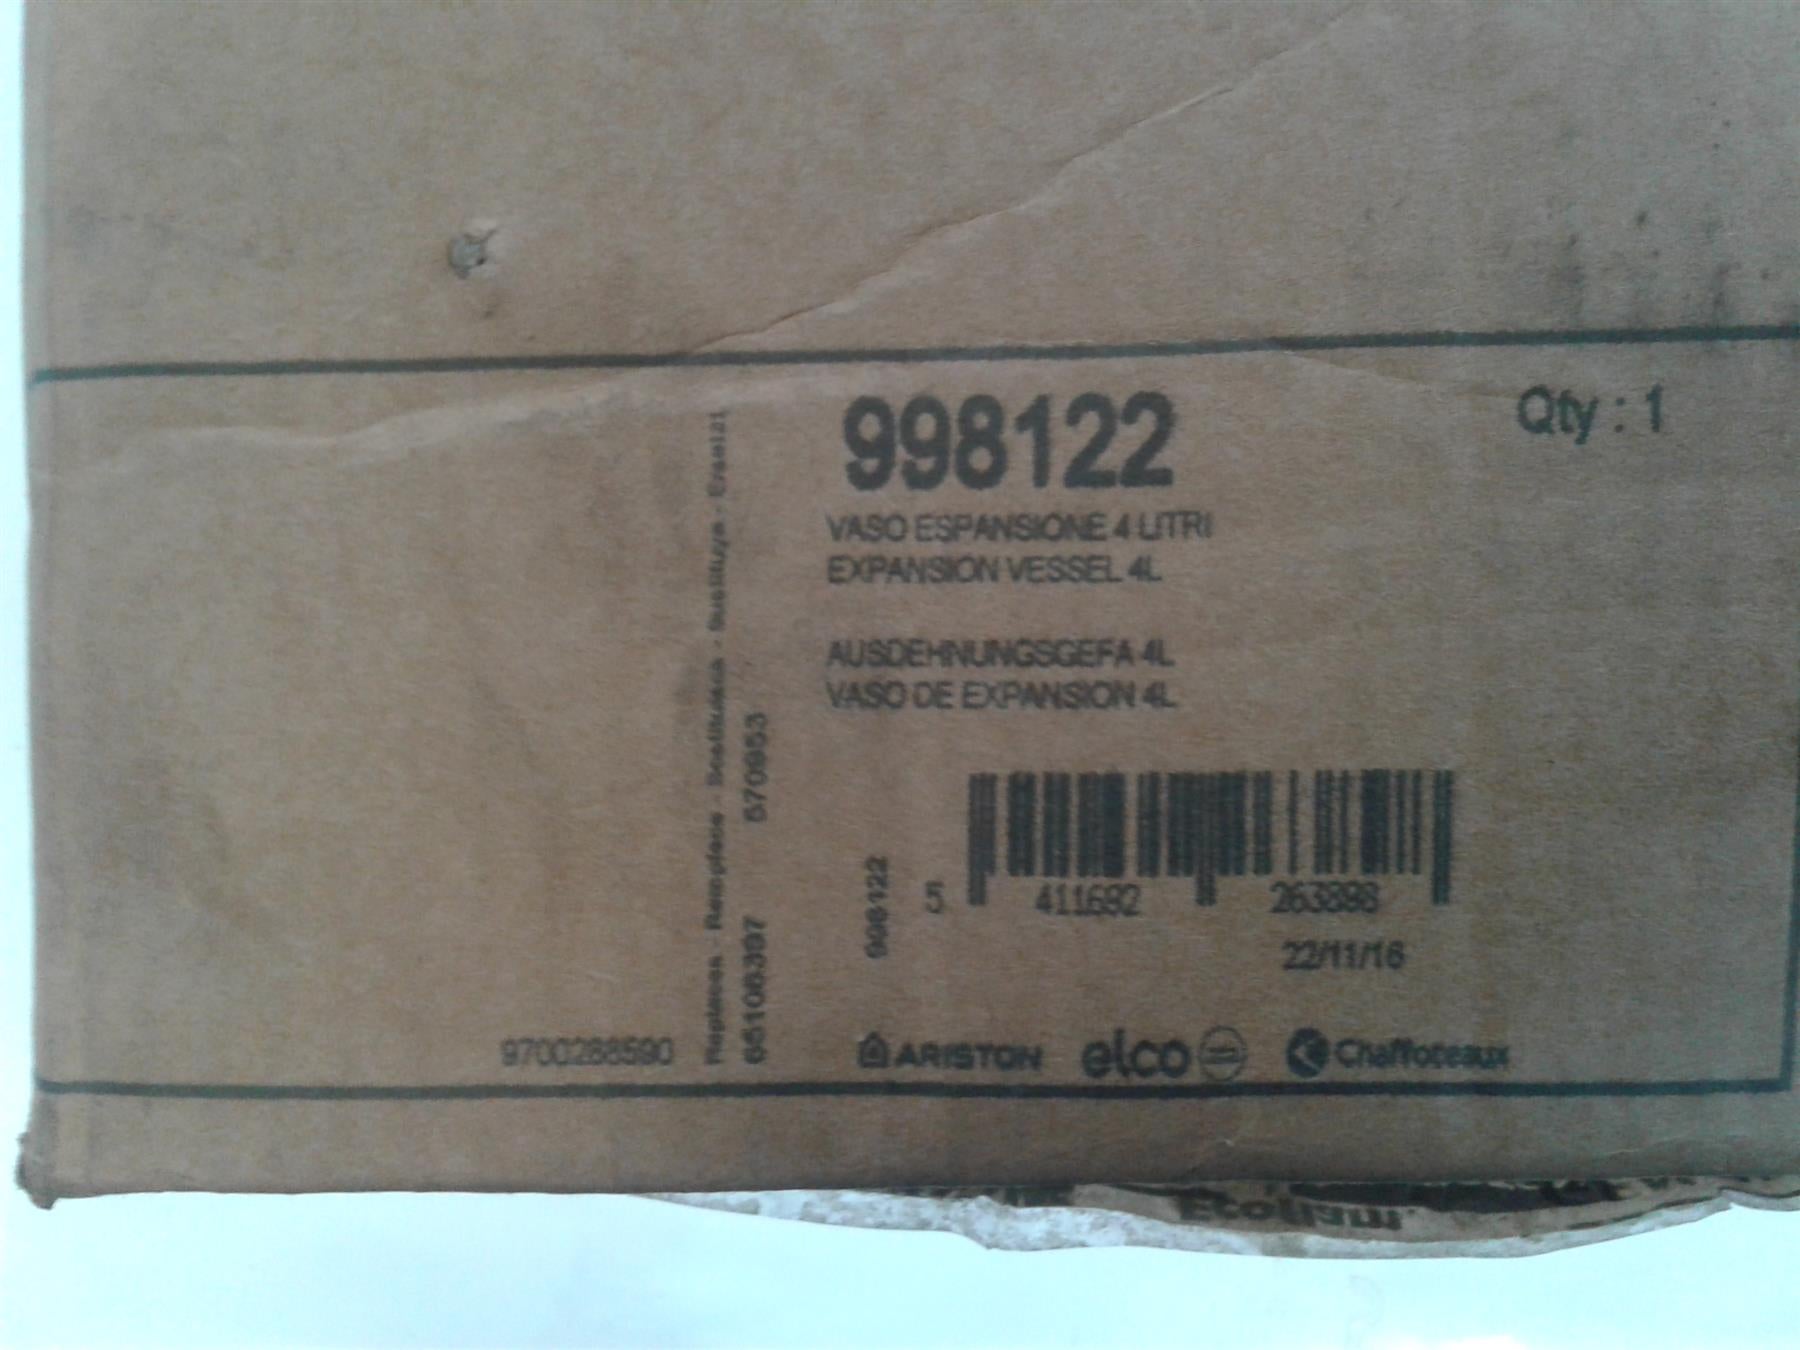 998122
Qty : 1
VASO ESPANSIONE 4 LITRI
EXPANSION VESSEL 4L
AUSDEHNUNGSGEFA 4L
VASO DE EXPANSION 4L
Replaces - Remplace - Sostituisce - Sustituye - Ersetzt
65106397 570953
998122
5 411692 263898
22/11/16
9700288590
ARISTON elco Chaffoteaux